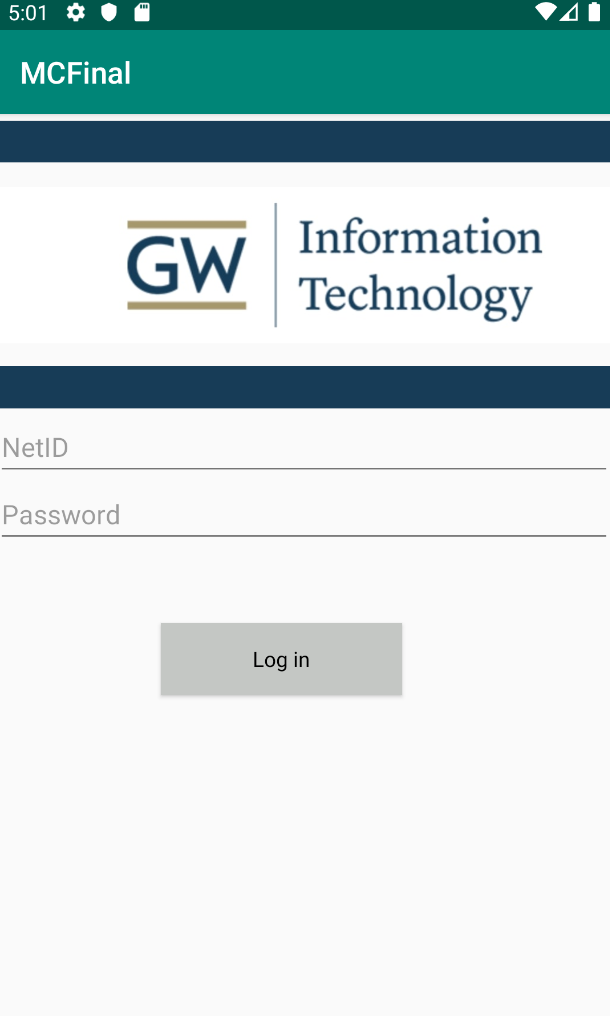 5:01
MCFinal
GW
Information
Technology
NetID
Password
Log in